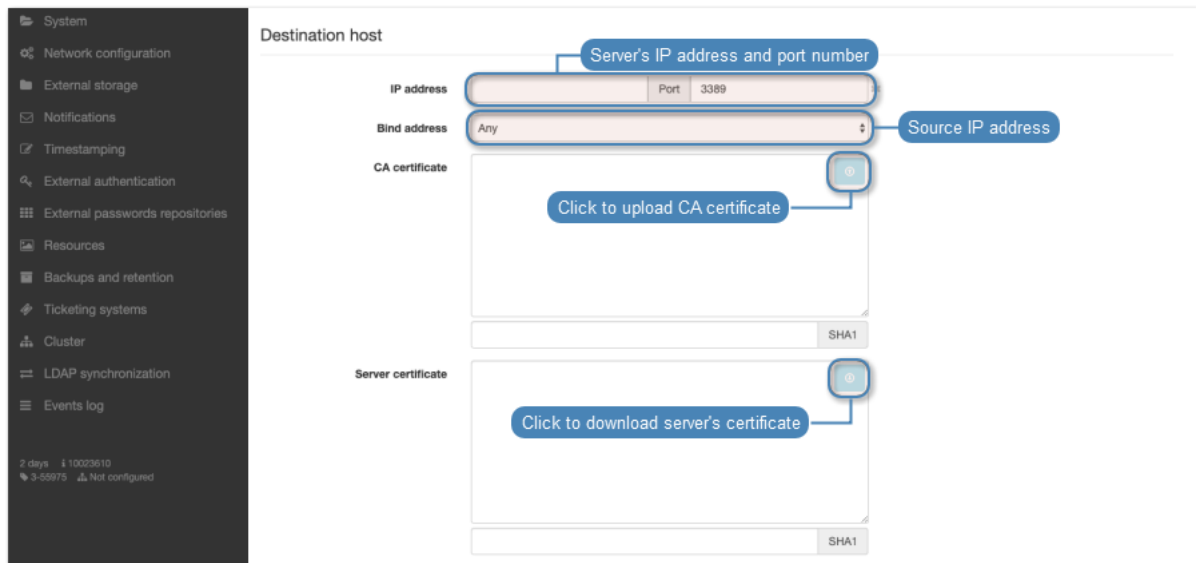 System
Network configuration
External storage
Notifications
Timestamping
External authentication
External passwords repositories
Resources
Backups and retention
Ticketing systems
Cluster
LDAP synchronization
Events log
2 days 10023610
3-55975 Not configured
Destination host
Server's IP address and port number
IP address Port 3389
Bind address Any Source IP address
CA certificate
Click to upload CA certificate
SHA1
Server certificate
Click to download server's certificate
SHA1